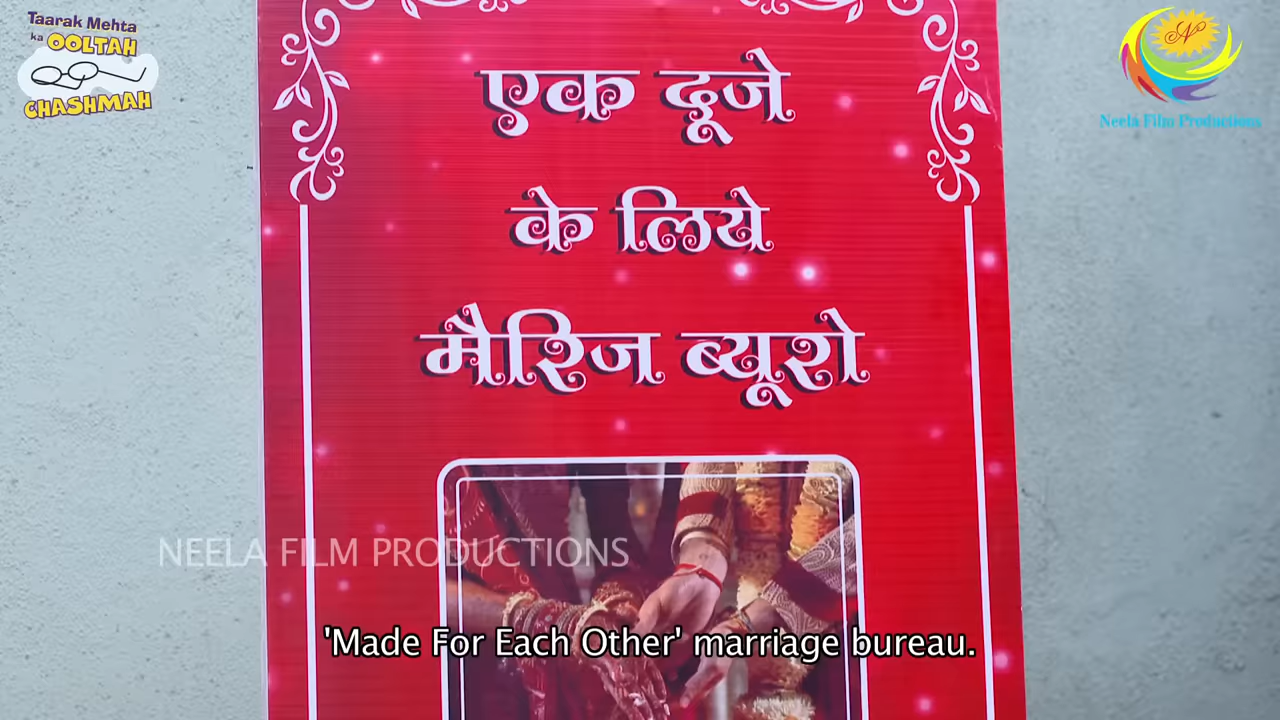 Taarak Mehta
ka OOLTAH
CHASHMAH
Neela Film Productions
एक दूजे
के लिये
मैरिज ब्यूरो
NEELA FILM PRODUCTIONS
'Made For Each Other' marriage bureau.